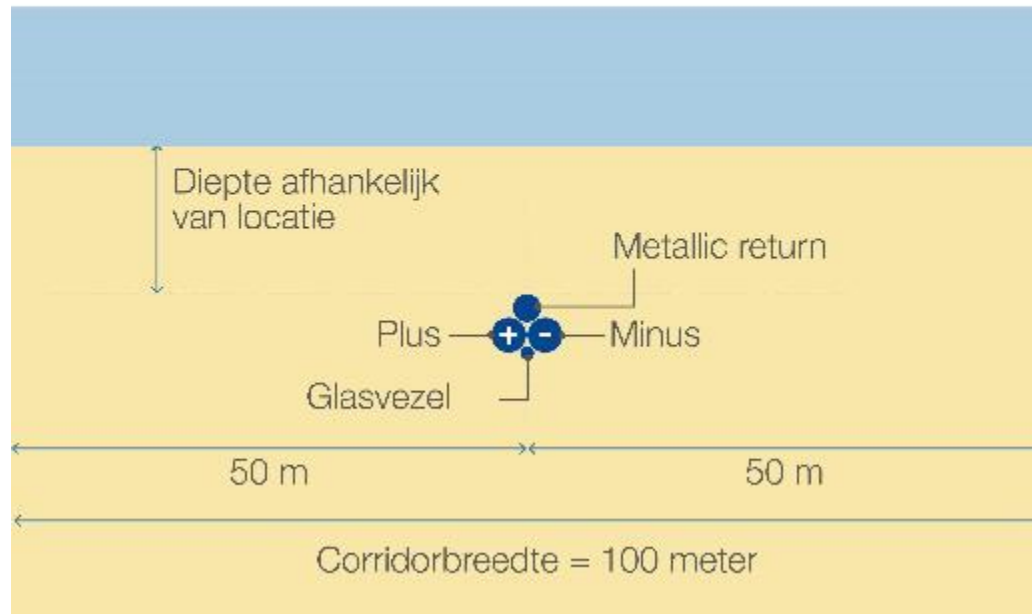 Diepte afhankelijk
van locatie
Metallic return
Plus
+
-
Minus
Glasvezel
50 m
50 m
Corridorbreedte = 100 meter